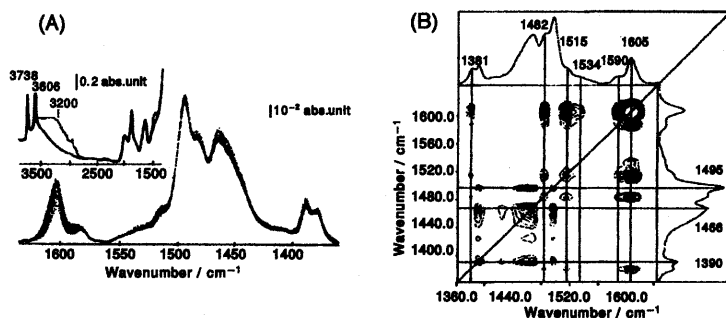 (A)
3738
3606
3200
0.2 abs.unit
3500 2500 1500
10⁻² abs.unit
1600 1550 1500 1450 1400
Wavenumber / cm⁻¹
(B)
1482
1381 1515 1605
1534 1590
1600.0
1560.0
1520.0
1480.0
1440.0
1400.0
Wavenumber / cm⁻¹
1495
1466
1390
1360.0 1440.0 1520.0 1600.0
Wavenumber / cm⁻¹